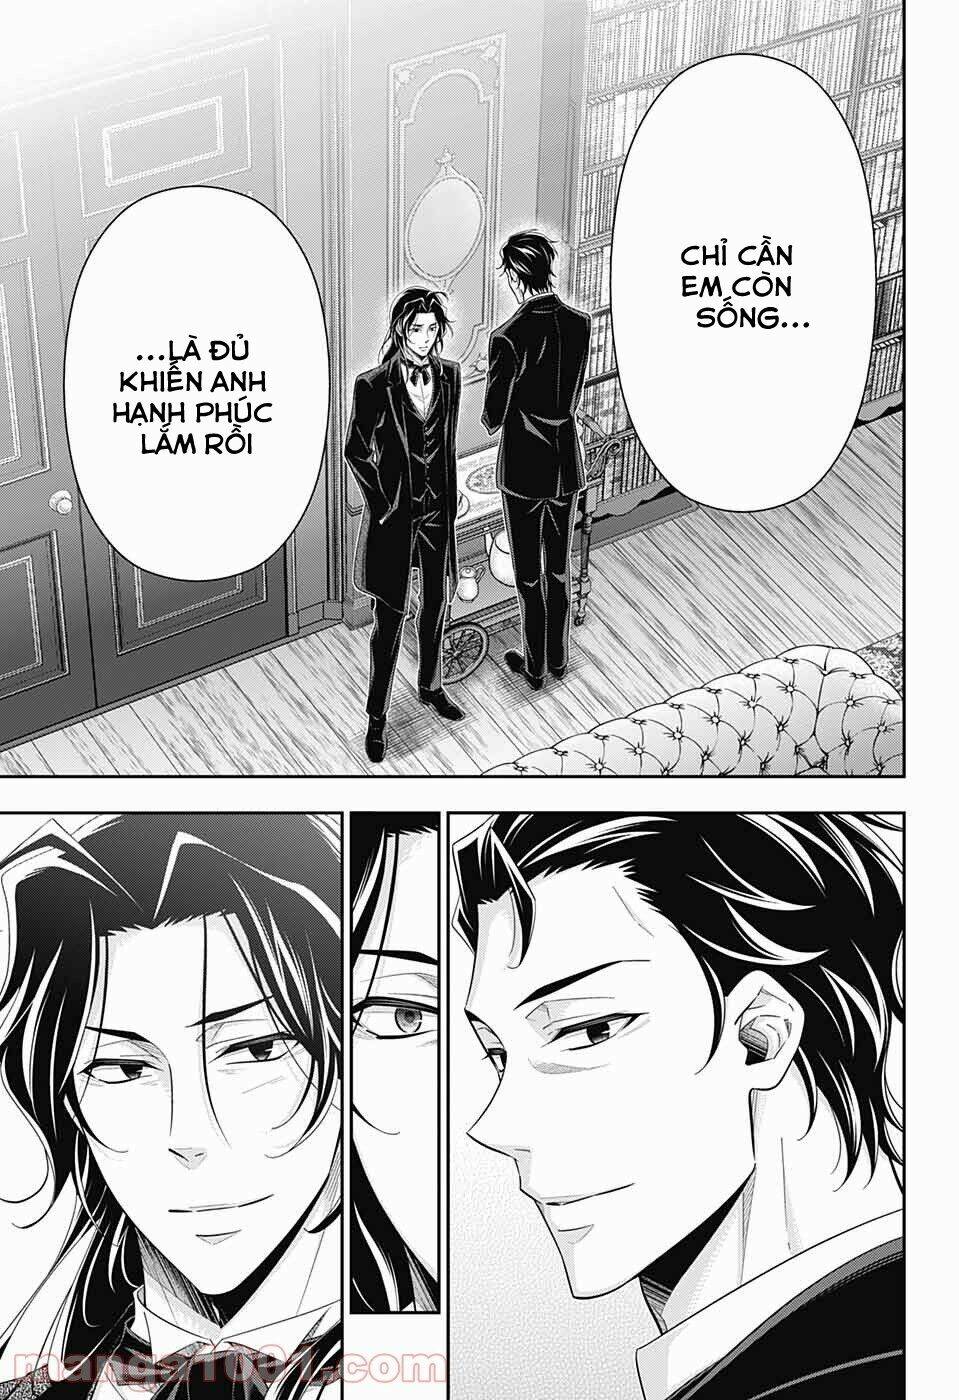 CHỈ CẦN
EM CÒN
SỐNG...
...LÀ ĐỦ
KHIẾN ANH
HẠNH PHÚC
LẮM RỒI
manga1001.com